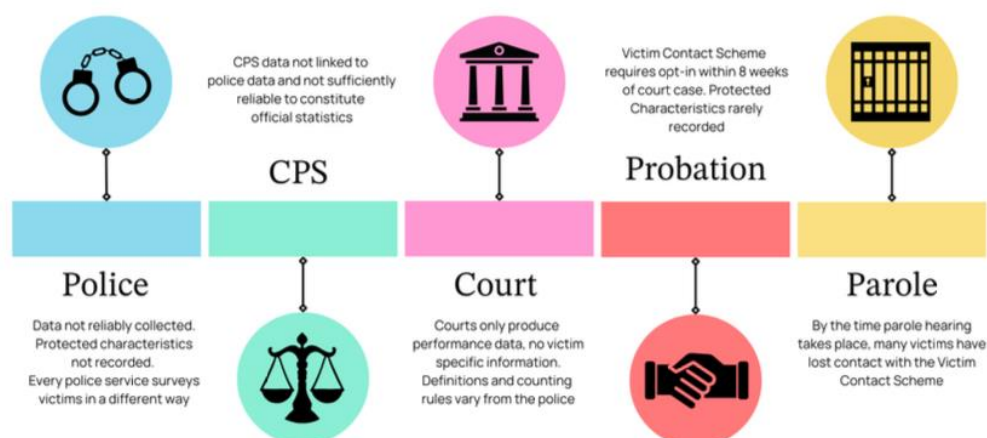 CPS data not linked to
police data and not sufficiently
reliable to constitute
official statistics
CPS
Victim Contact Scheme
requires opt-in within 8 weeks
of court case. Protected
Characteristics rarely
recorded
Probation
Police
Data not reliably collected.
Protected characteristics
not recorded.
Every police service surveys
victims in a different way
Court
Courts only produce
performance data, no victim
specific information.
Definitions and counting
rules vary from the police
Parole
By the time parole hearing
takes place, many victims have
lost contact with the Victim
Contact Scheme